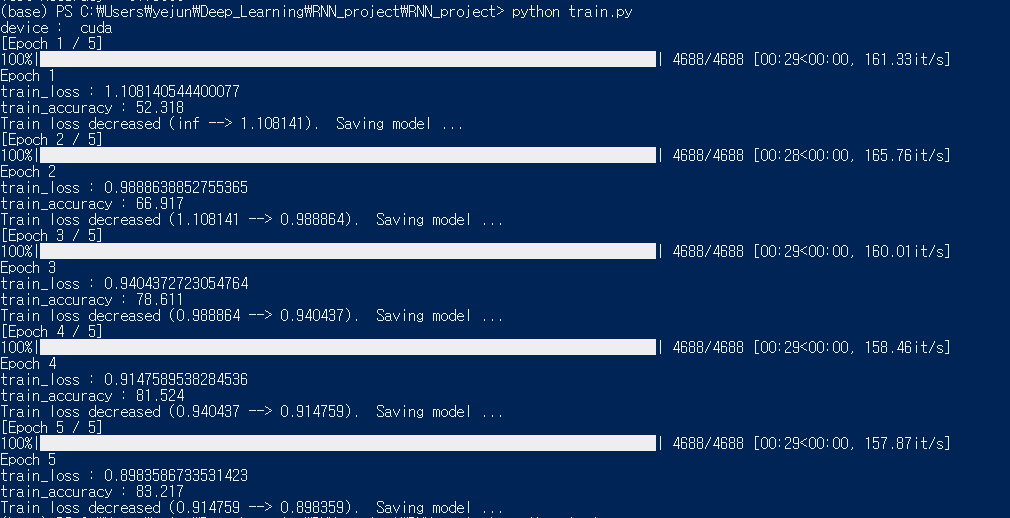 (base) PS C:₩Users₩yejun₩Deep_Learning₩RNN_project₩RNN_project> python train.py
device :  cuda
[Epoch 1 / 5]
100%| | 4688/4688 [00:29<00:00, 161.33it/s]
Epoch 1
train_loss : 1.108140544400077
train_accuracy : 52.318
Train loss decreased (inf --> 1.108141).  Saving model ...
[Epoch 2 / 5]
100%| | 4688/4688 [00:28<00:00, 165.76it/s]
Epoch 2
train_loss : 0.9888638852755365
train_accuracy : 66.917
Train loss decreased (1.108141 --> 0.988864).  Saving model ...
[Epoch 3 / 5]
100%| | 4688/4688 [00:29<00:00, 160.01it/s]
Epoch 3
train_loss : 0.9404372723054764
train_accuracy : 78.611
Train loss decreased (0.988864 --> 0.940437).  Saving model ...
[Epoch 4 / 5]
100%| | 4688/4688 [00:29<00:00, 158.46it/s]
Epoch 4
train_loss : 0.9147589538284536
train_accuracy : 81.524
Train loss decreased (0.940437 --> 0.914759).  Saving model ...
[Epoch 5 / 5]
100%| | 4688/4688 [00:29<00:00, 157.87it/s]
Epoch 5
train_loss : 0.8983586733531423
train_accuracy : 83.217
Train loss decreased (0.914759 --> 0.898359).  Saving model ...